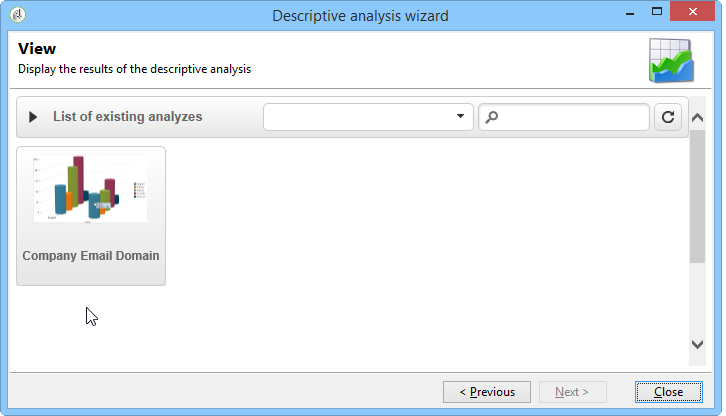 Descriptive analysis wizard
View
Display the results of the descriptive analysis
List of existing analyzes
Company Email Domain
< Previous
Next >
Close